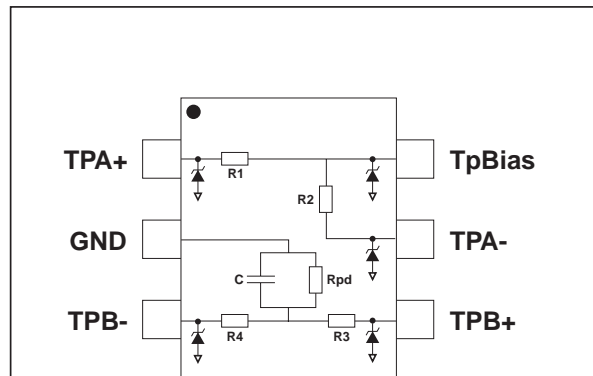 TPA+
R1
TpBias
R2
GND
TPA-
C
Rpd
TPB-
R4
R3
TPB+